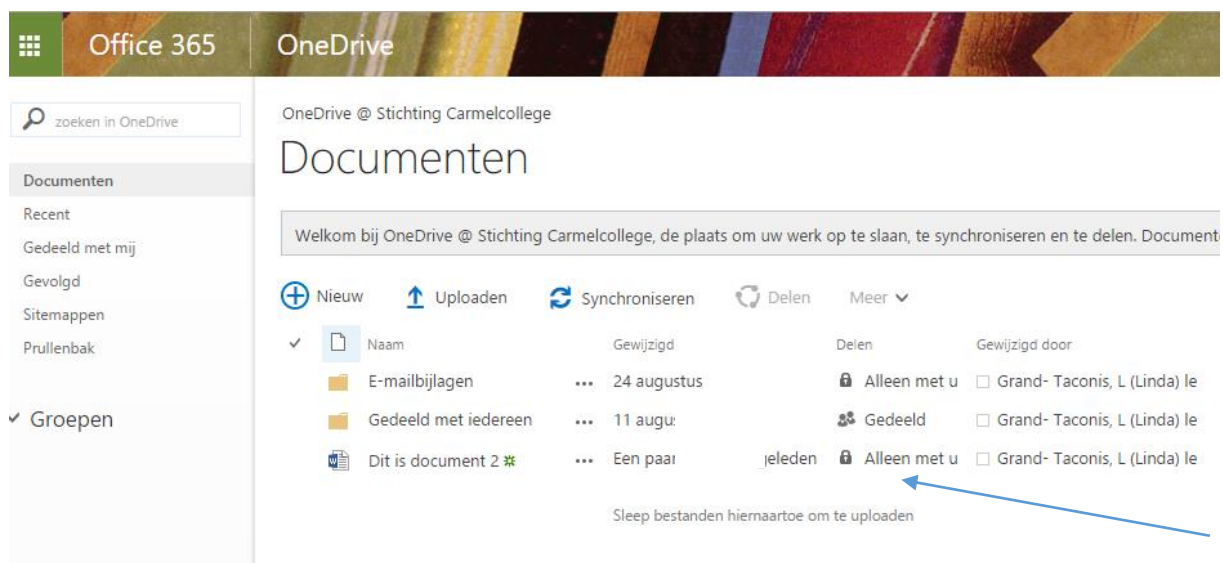 Office 365 OneDrive
zoeken in OneDrive
Documenten
Recent
Gedeeld met mij
Gevolgd
Sitemappen
Prullenbak
Groepen
OneDrive @ Stichting Carmelcollege
Documenten
Welkom bij OneDrive @ Stichting Carmelcollege, de plaats om uw werk op te slaan, te synchroniseren en te delen. Document
Nieuw Uploaden Synchroniseren Delen Meer
Naam Gewijzigd Delen Gewijzigd door
E-mailbijlagen ... 24 augustus Alleen met u Grand- Taconis, L (Linda) le
Gedeeld met iedereen ... 11 augu Gedeeld Grand- Taconis, L (Linda) le
Dit is document 2 ... Een paar geleden Alleen met u Grand- Taconis, L (Linda) le
Sleep bestanden hiernaartoe om te uploaden